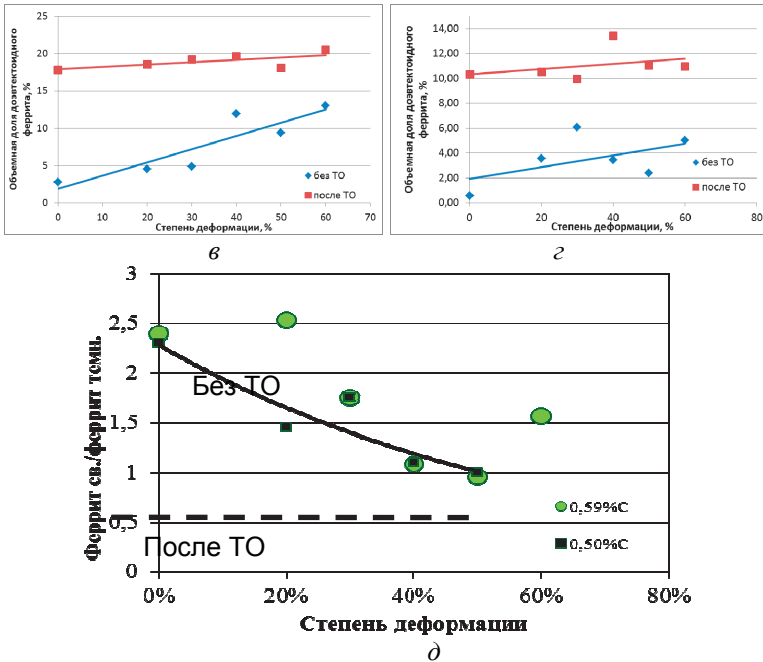 Объемная доля доэвтектоидного
феррита, %
25
20
15
10
5
0
0 10 20 30 40 50 60 70
Степень деформации, %
без ТО
после ТО
в
Объемная доля доэвтектоидного
феррита, %
14,00
12,00
10,00
8,00
6,00
4,00
2,00
0,00
0 20 40 60 80
Степень деформации, %
без ТО
после ТО
г
Феррит св./феррит темн.
3
2,5
2
1,5
1
0,5
0
Без ТО
После ТО
0,59%C
0,50%C
0% 20% 40% 60% 80%
Степень деформации
д